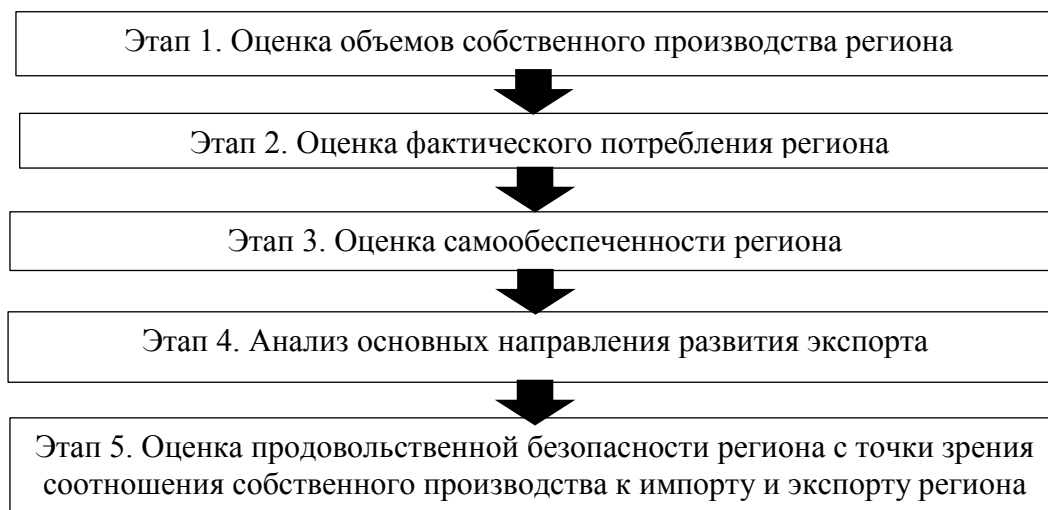 Этап 1. Оценка объемов собственного производства региона
Этап 2. Оценка фактического потребления региона
Этап 3. Оценка самообеспеченности региона
Этап 4. Анализ основных направления развития экспорта
Этап 5. Оценка продовольственной безопасности региона с точки зрения
соотношения собственного производства к импорту и экспорту региона